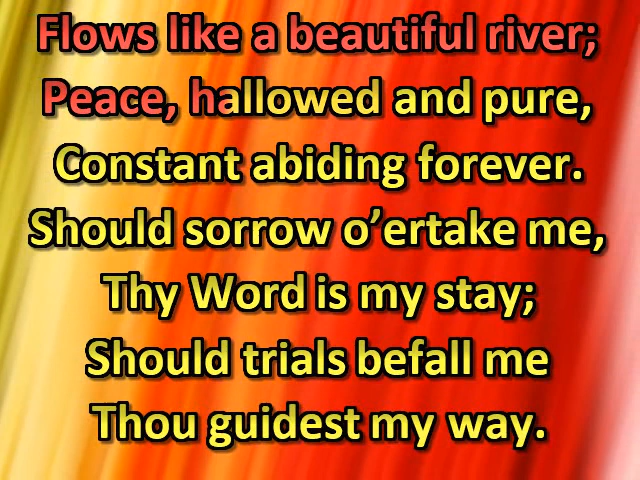 Flows like a beautiful river;
Peace, hallowed and pure,
Constant abiding forever.
Should sorrow o’ertake me,
Thy Word is my stay;
Should trials befall me
Thou guidest my way.